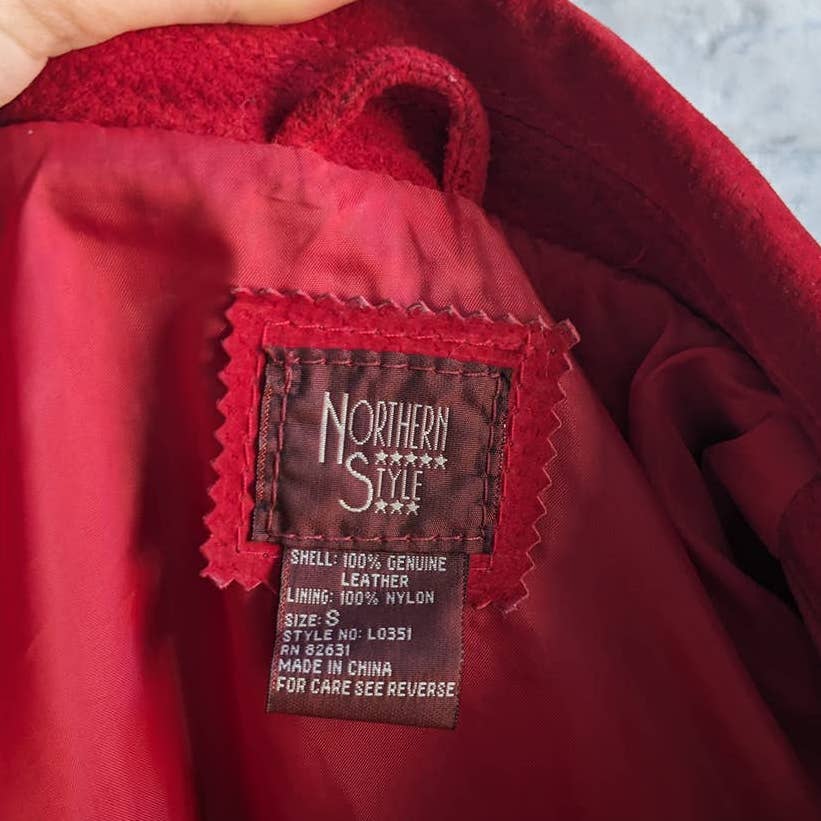 NORTHERN
★★★★★
STYLE
★★★
SHELL: 100% GENUINE
LEATHER
LINING: 100% NYLON
SIZE: S
STYLE NO: L0351
RN 82631
MADE IN CHINA
FOR CARE SEE REVERSE